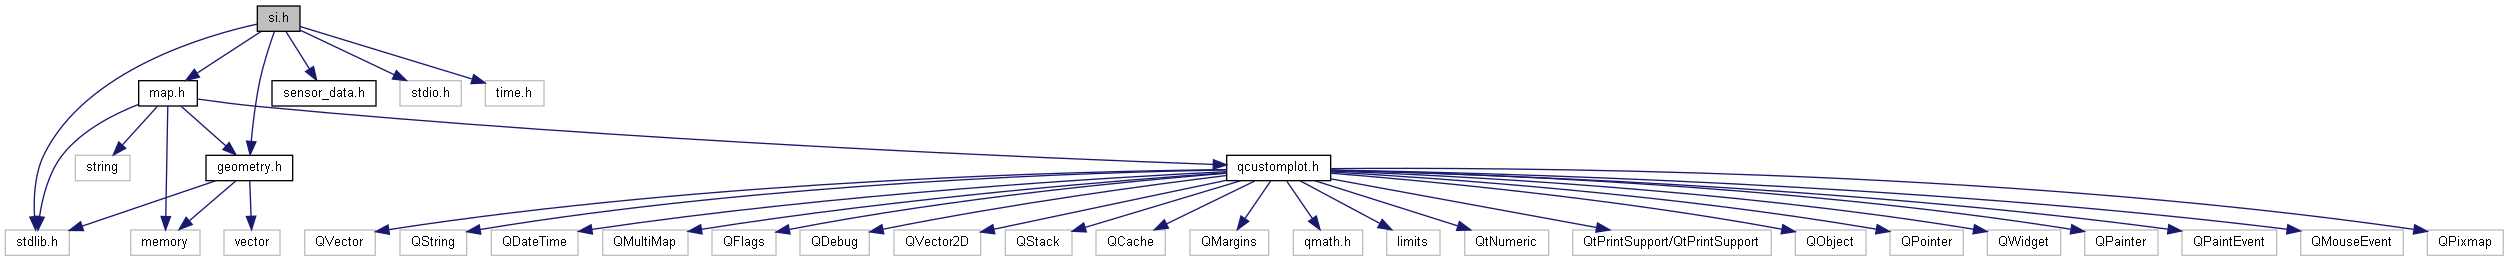 si.h
map.h
sensor_data.h
stdio.h
time.h
string
geometry.h
qcustomplot.h
stdlib.h
memory
vector
QVector
QString
QDateTime
QMultiMap
QFlags
QDebug
QVector2D
QStack
QCache
QMargins
qmath.h
limits
QtNumeric
QtPrintSupport/QtPrintSupport
QObject
QPointer
QWidget
QPainter
QPaintEvent
QMouseEvent
QPixmap